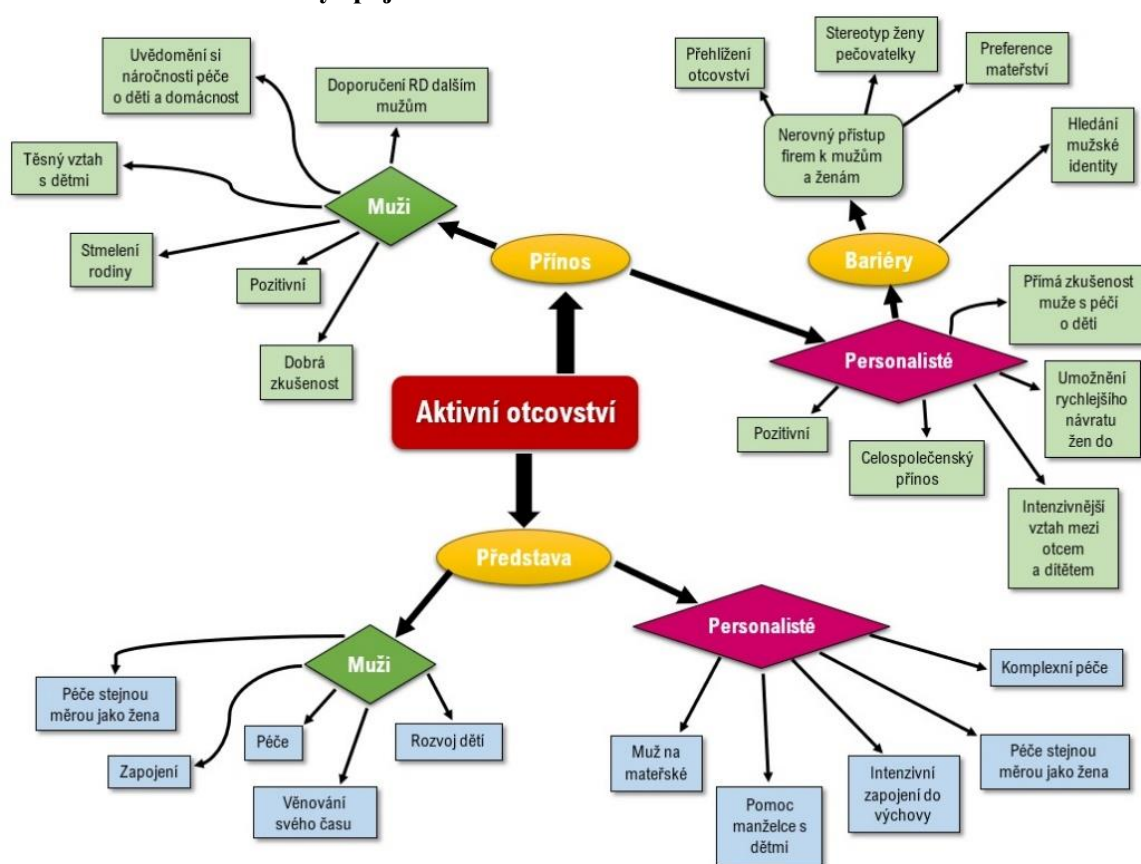 Uvědomění si
náročnosti péče
o děti a domácnost
Doporučení RD dalším
mužům
Těsný vztah
s dětmi
Muži
Stmelení
rodiny
Pozitivní
Dobrá
zkušenost
Přínos
Přehlížení
otcovství
Stereotyp ženy
pečovatelky
Preference
mateřství
Nerovný přístup
firem k mužům
a ženám
Hledání
mužské
identity
Bariéry
Přímá zkušenost
muže s péčí
o děti
Personalisté
Umožnění
rychlejšího
návratu
žen do
Pozitivní
Celospolečenský
přínos
Intenzivnější
vztah mezi
otcem
a dítětem
Aktivní otcovství
Představa
Muži
Péče stejnou
měrou jako žena
Zapojení
Péče
Věnování
svého času
Rozvoj dětí
Personalisté
Komplexní péče
Muž na
mateřské
Pomoc
manželce s
dětmi
Intenzivní
zapojení do
výchovy
Péče stejnou
měrou jako žena